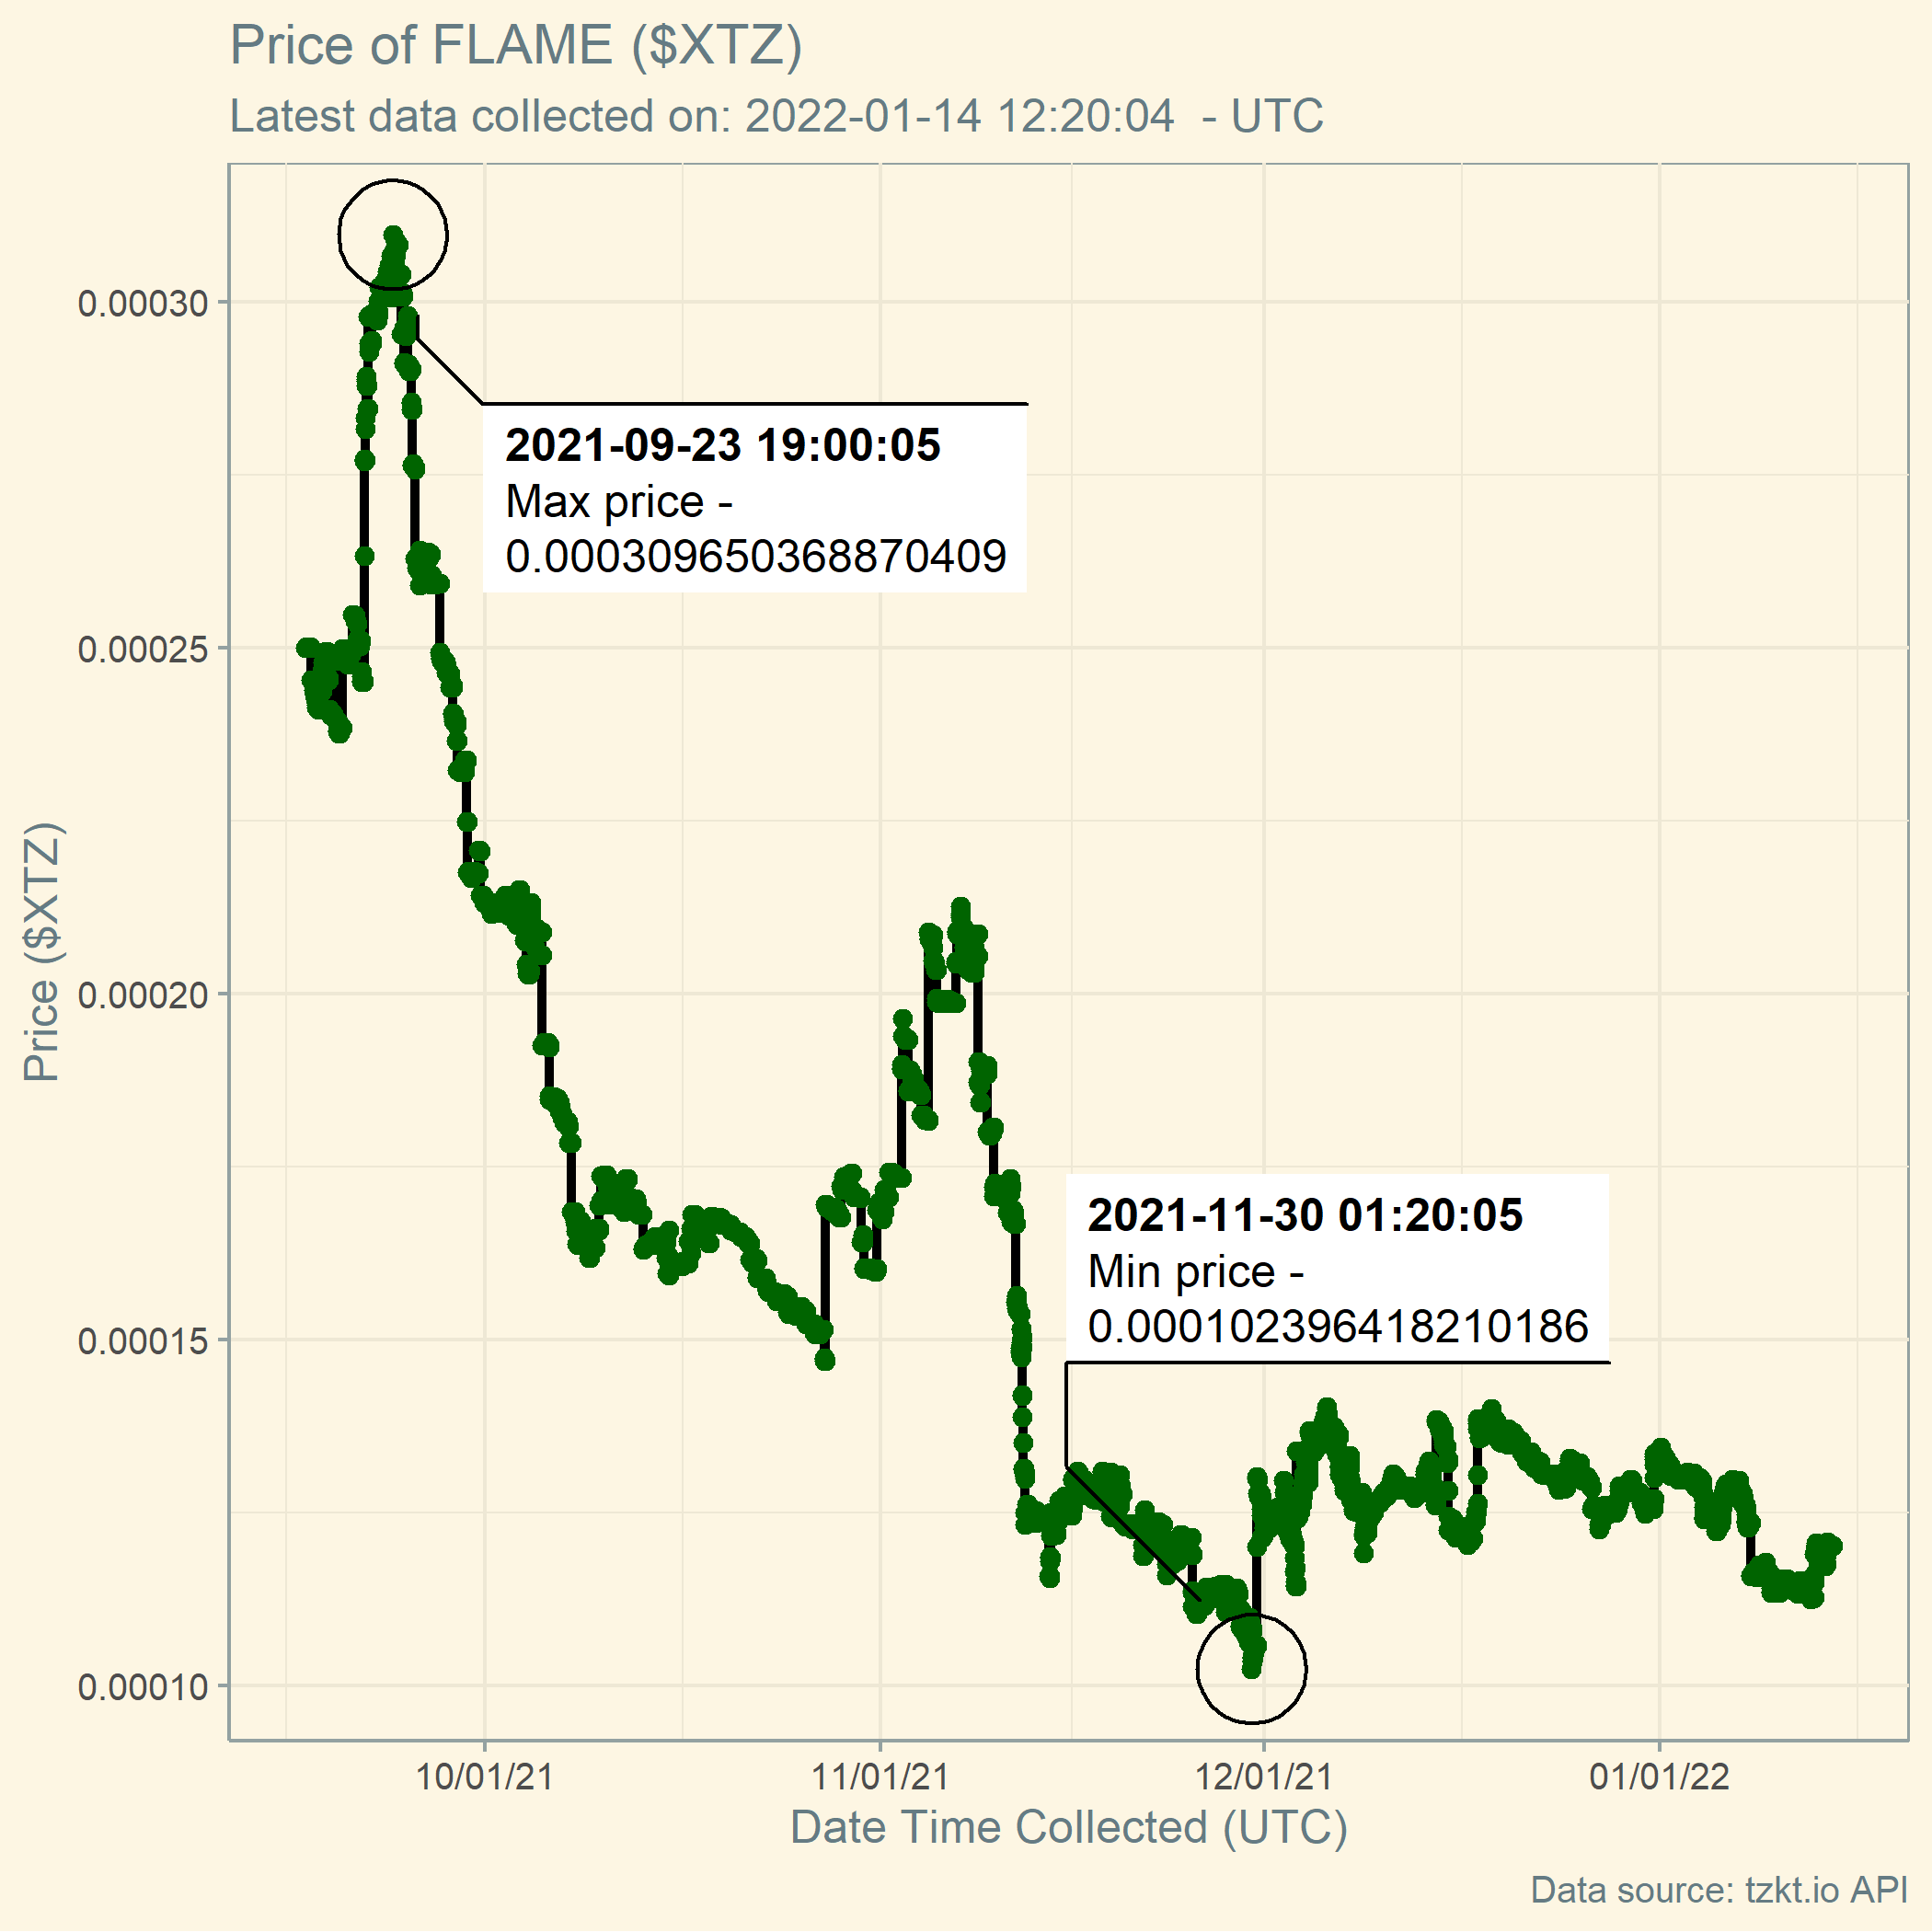 Price of FLAME ($XTZ)
Latest data collected on: 2022-01-14 12:20:04  - UTC
0.00030
0.00025
0.00020
0.00015
0.00010
Price ($XTZ)
2021-09-23 19:00:05
Max price -
0.000309650368870409
2021-11-30 01:20:05
Min price -
0.000102396418210186
10/01/21
11/01/21
12/01/21
01/01/22
Date Time Collected (UTC)
Data source: tzkt.io API